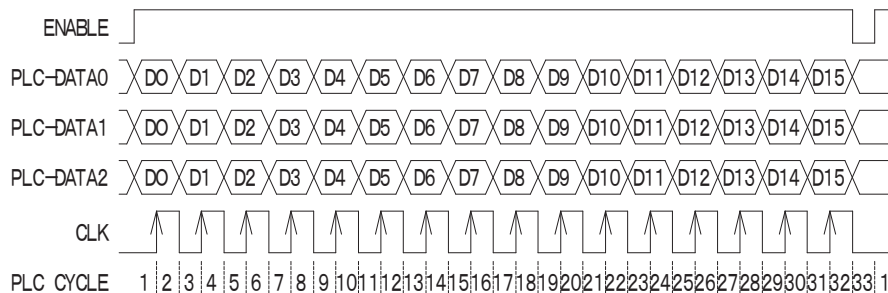 ENABLE
PLC-DATA0 D0 D1 D2 D3 D4 D5 D6 D7 D8 D9 D10 D11 D12 D13 D14 D15
PLC-DATA1 D0 D1 D2 D3 D4 D5 D6 D7 D8 D9 D10 D11 D12 D13 D14 D15
PLC-DATA2 D0 D1 D2 D3 D4 D5 D6 D7 D8 D9 D10 D11 D12 D13 D14 D15
CLK
PLC CYCLE 1 2 3 4 5 6 7 8 9 10 11 12 13 14 15 16 17 18 19 20 21 22 23 24 25 26 27 28 29 30 31 32 33 1